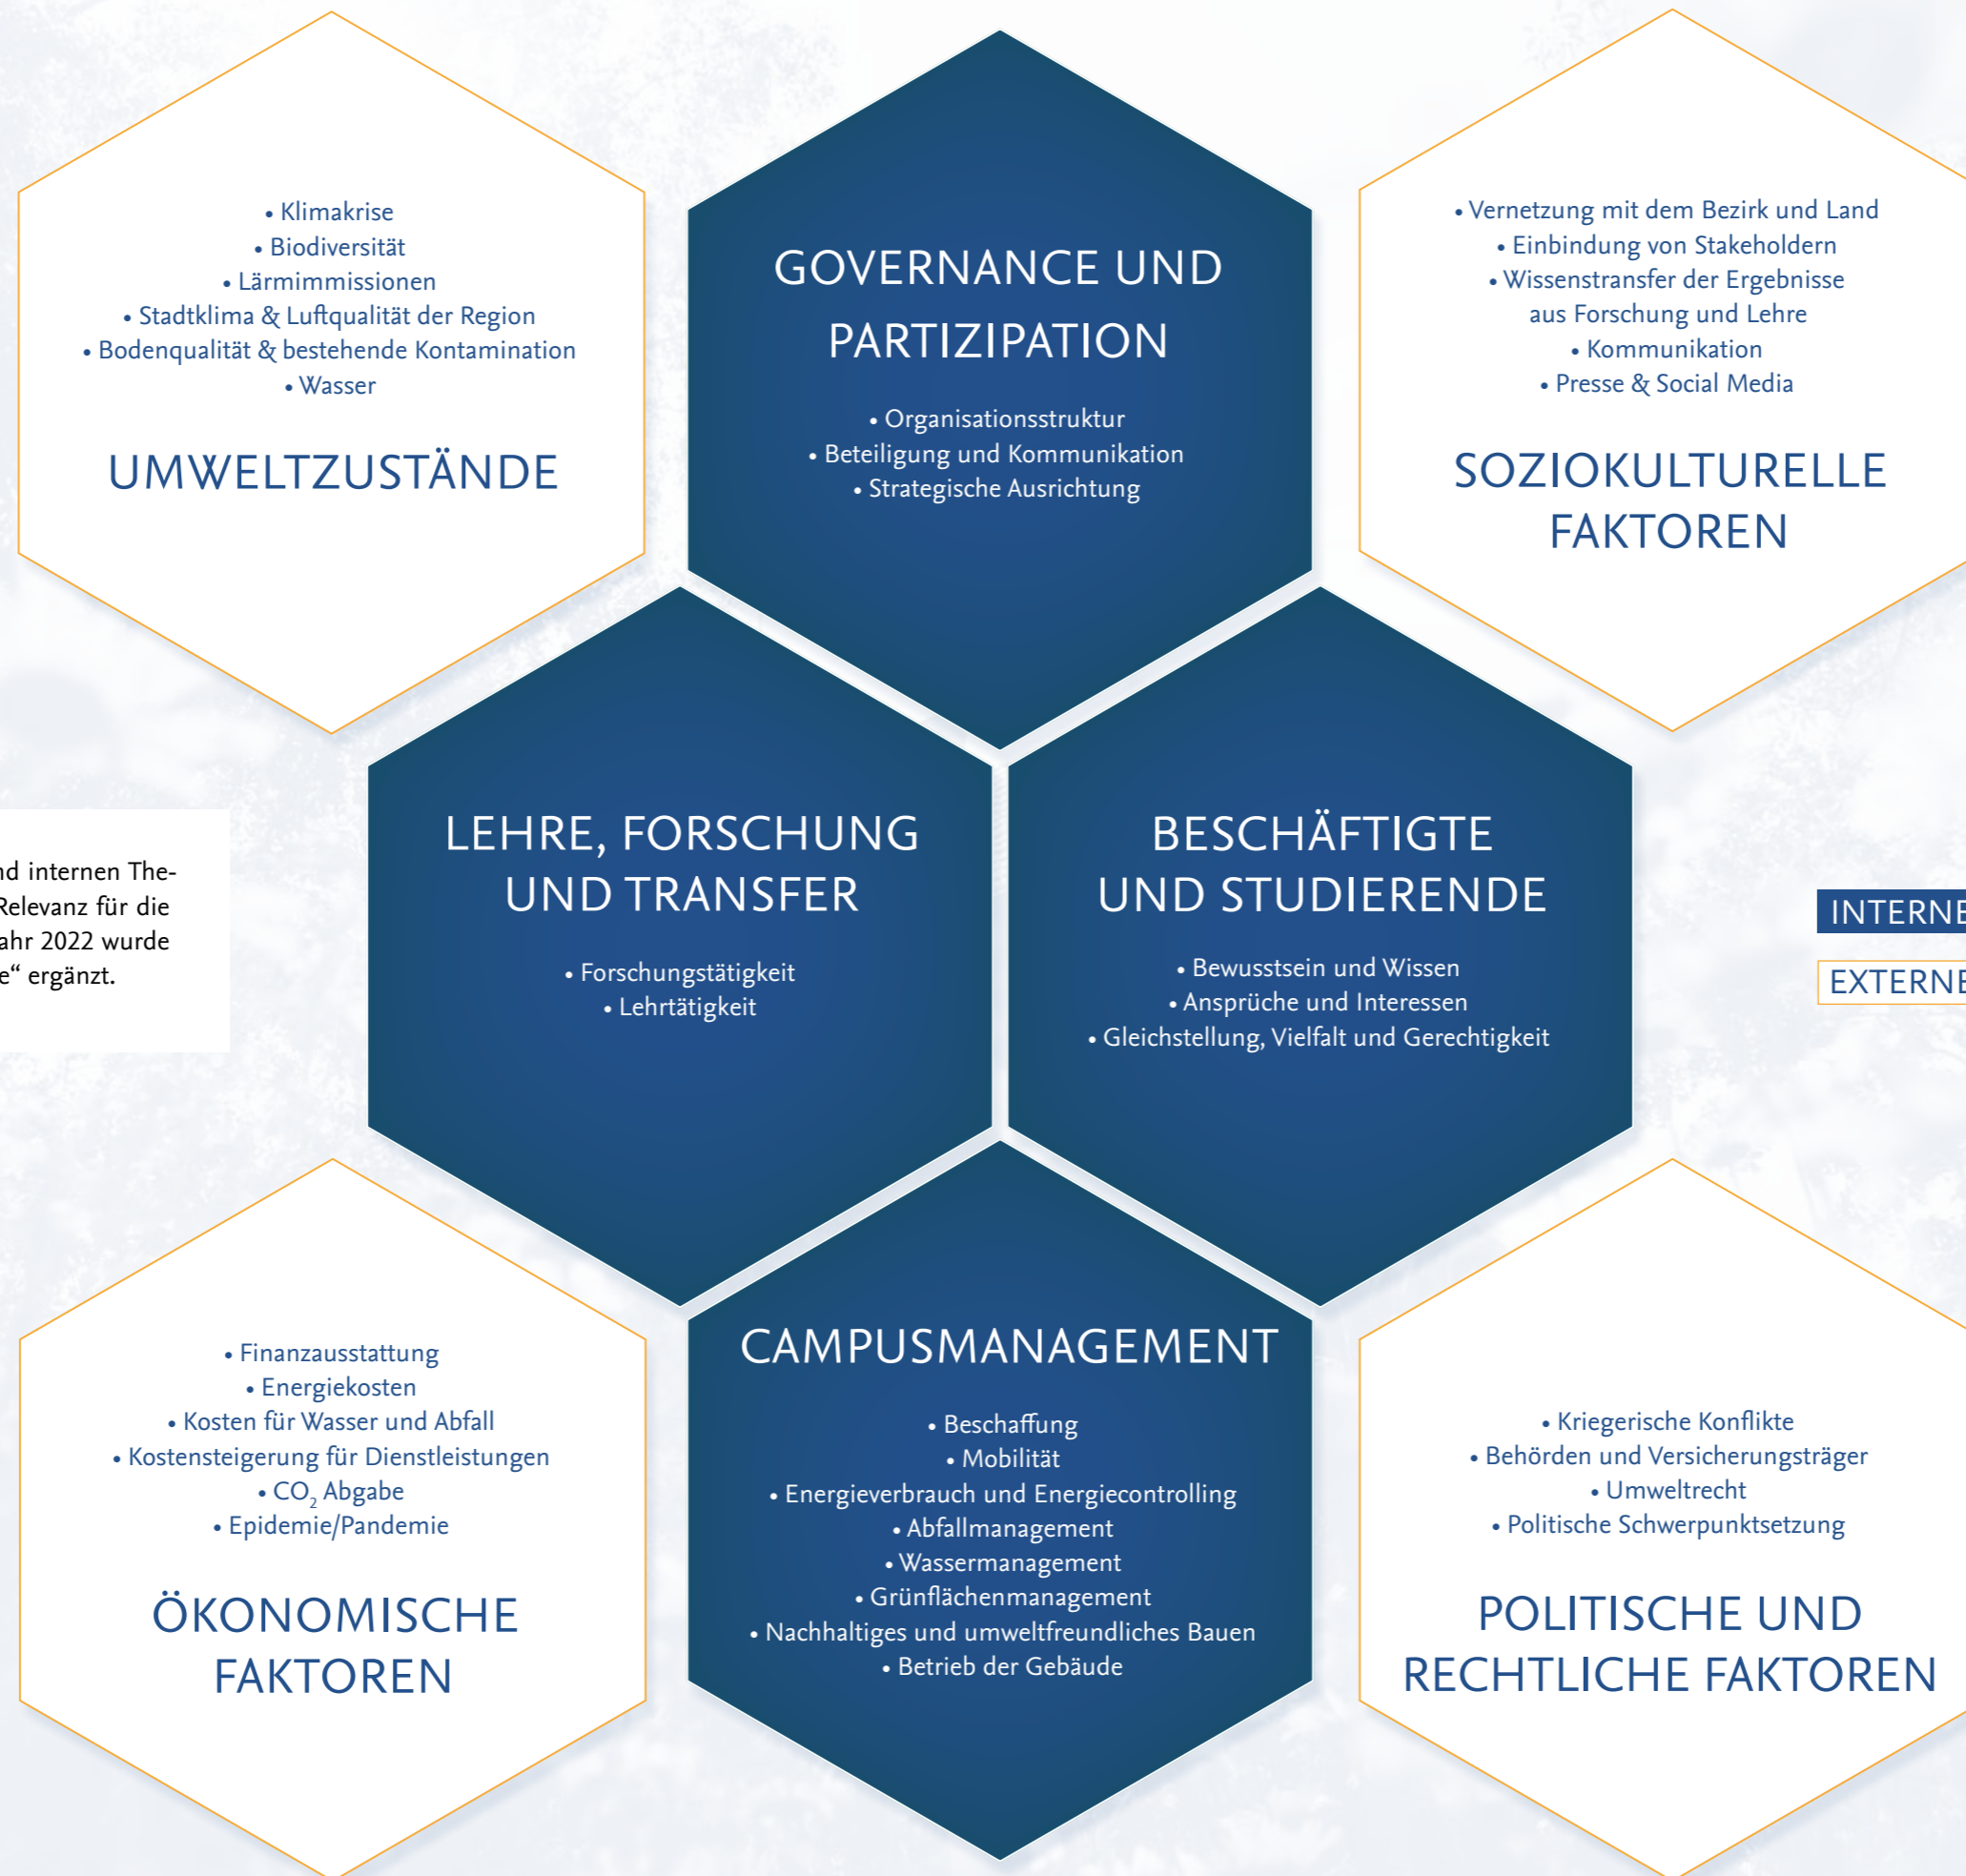 • Klimakrise
• Biodiversität
• Lärmimmissionen
• Stadtklima & Luftqualität der Region
• Bodenqualität & bestehende Kontamination
• Wasser
UMWELTZUSTÄNDE
GOVERNANCE UND
PARTIZIPATION
• Organisationsstruktur
• Beteiligung und Kommunikation
• Strategische Ausrichtung
• Vernetzung mit dem Bezirk und Land
• Einbindung von Stakeholdern
• Wissenstransfer der Ergebnisse
aus Forschung und Lehre
• Kommunikation
• Presse & Social Media
SOZIOKULTURELLE
FAKTOREN
nd internen The-
Relevanz für die
ahr 2022 wurde
e“ ergänzt.
LEHRE, FORSCHUNG
UND TRANSFER
• Forschungstätigkeit
• Lehrtätigkeit
BESCHÄFTIGTE
UND STUDIERENDE
• Bewusstsein und Wissen
• Ansprüche und Interessen
• Gleichstellung, Vielfalt und Gerechtigkeit
INTERNE
EXTERNE
• Finanzausstattung
• Energiekosten
• Kosten für Wasser und Abfall
• Kostensteigerung für Dienstleistungen
• CO₂ Abgabe
• Epidemie/Pandemie
ÖKONOMISCHE
FAKTOREN
CAMPUSMANAGEMENT
• Beschaffung
• Mobilität
• Energieverbrauch und Energiecontrolling
• Abfallmanagement
• Wassermanagement
• Grünflächenmanagement
• Nachhaltiges und umweltfreundliches Bauen
• Betrieb der Gebäude
• Kriegerische Konflikte
• Behörden und Versicherungsträger
• Umweltrecht
• Politische Schwerpunktsetzung
POLITISCHE UND
RECHTLICHE FAKTOREN